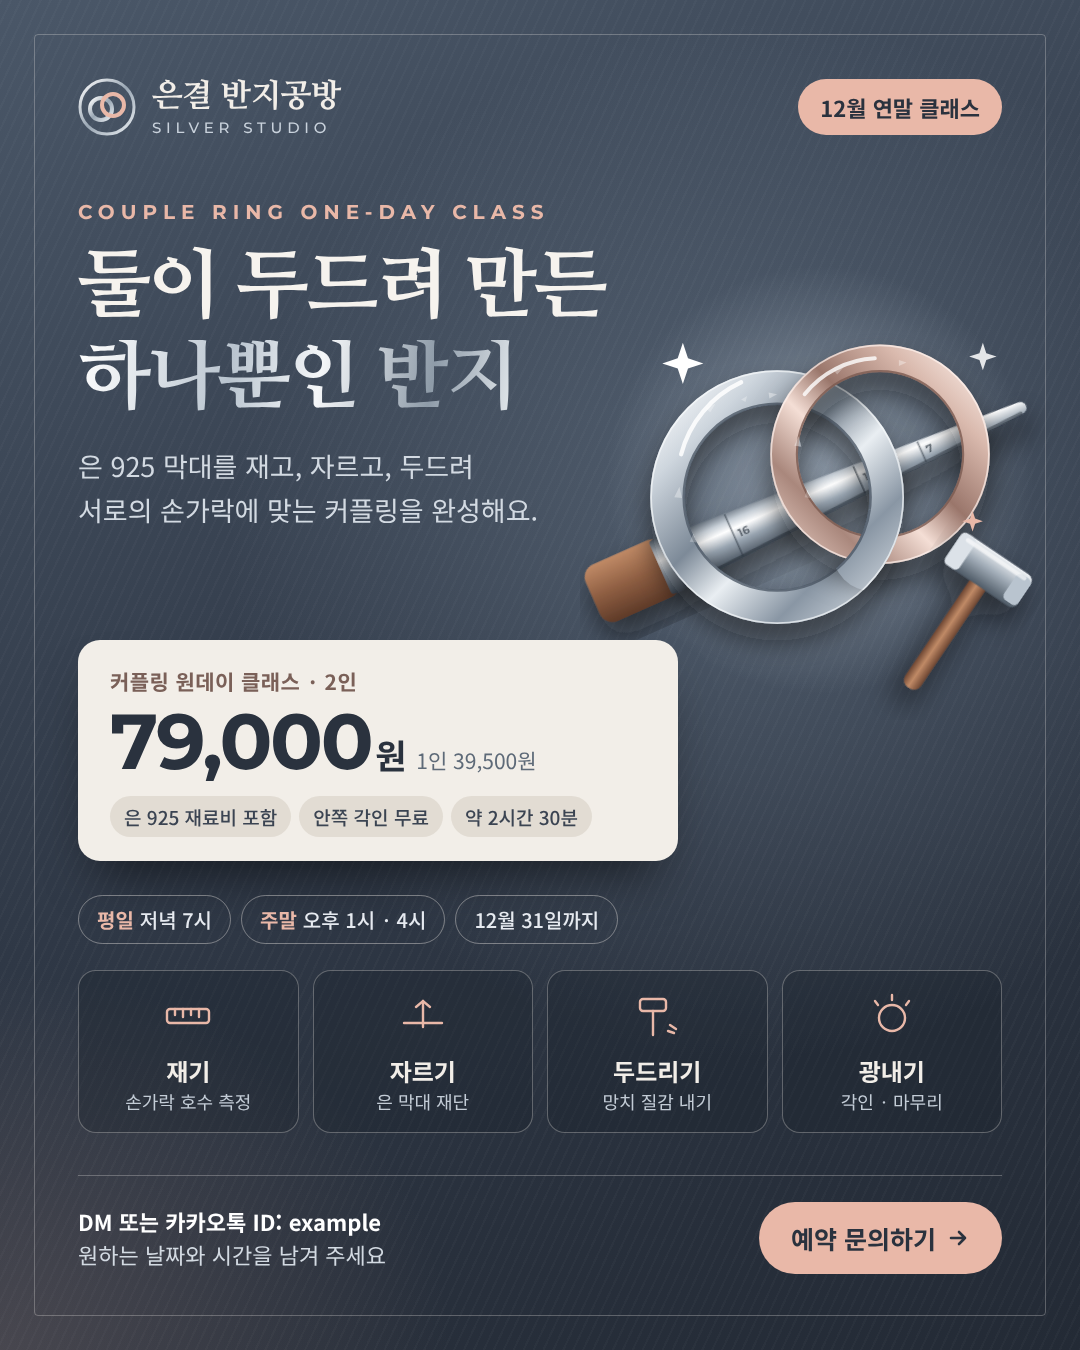 은결 반지공방
SILVER STUDIO
12월 연말 클래스
COUPLE RING ONE-DAY CLASS
둘이 두드려 만든
하나뿐인 반지
은 925 막대를 재고, 자르고, 두드려
서로의 손가락에 맞는 커플링을 완성해요.
7
16
커플링 원데이 클래스 · 2인
79,000원 1인 39,500원
은 925 재료비 포함 안쪽 각인 무료 약 2시간 30분
평일 저녁 7시 주말 오후 1시 · 4시 12월 31일까지
재기 자르기 두드리기 광내기
손가락 호수 측정 은 막대 재단 망치 질감 내기 각인 · 마무리
DM 또는 카카오톡 ID: example
원하는 날짜와 시간을 남겨 주세요
예약 문의하기 →